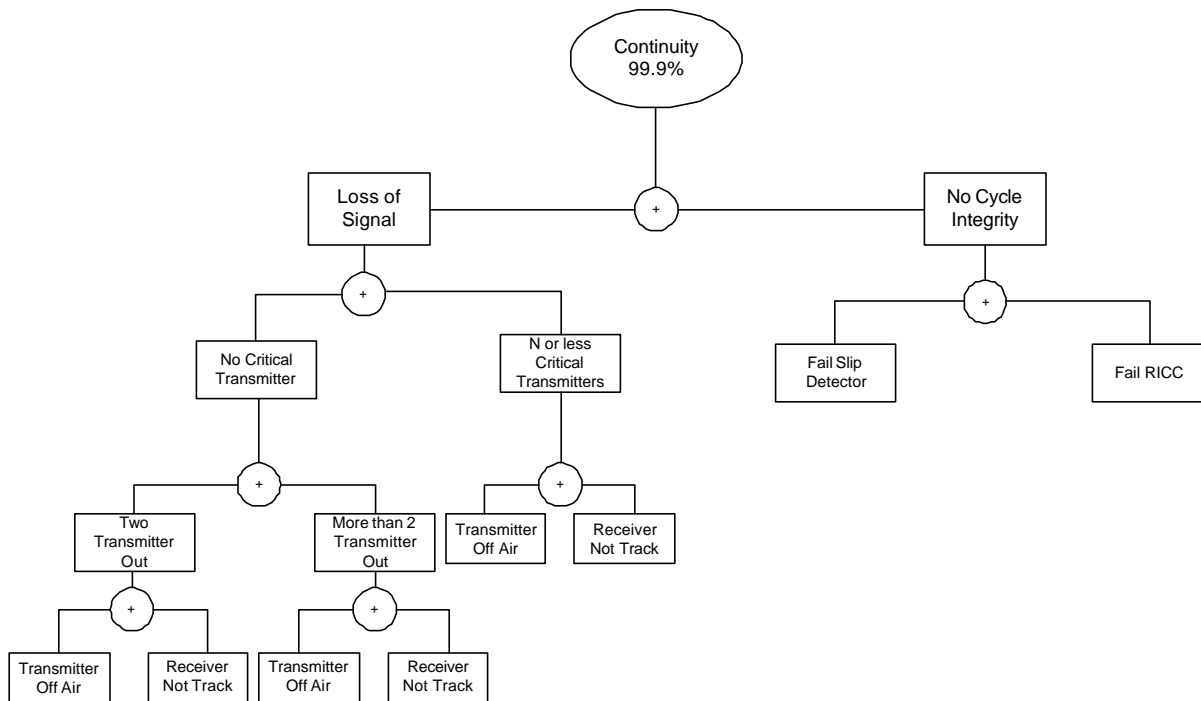 Continuity
99.9%
Loss of
Signal
+
No Cycle
Integrity
+
+
No Critical
Transmitter
N or less
Critical
Transmitters
Fail Slip
Detector
Fail RICC
+
+
Two
Transmitter
Out
More than 2
Transmitter
Out
Transmitter
Off Air
Receiver
Not Track
+
+
Transmitter
Off Air
Receiver
Not Track
Transmitter
Off Air
Receiver
Not Track